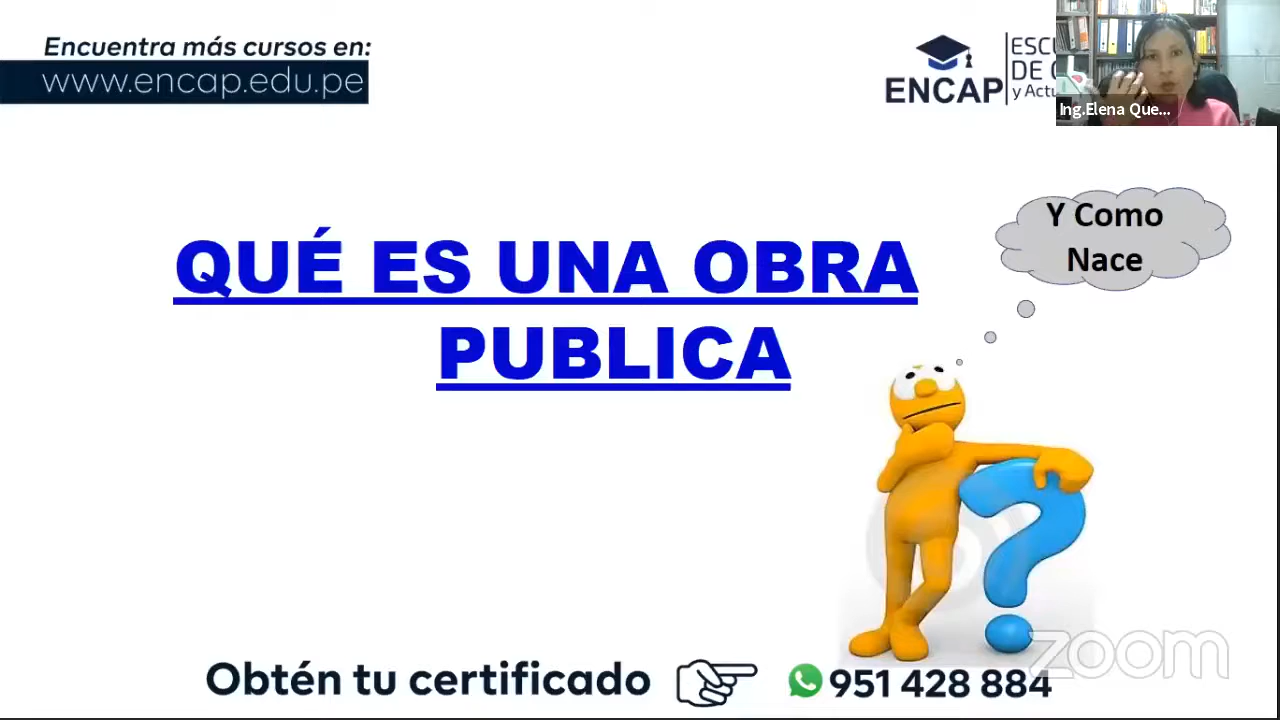 Encuentra más cursos en:
www.encap.edu.pe
ENCAP
y Actu
Ing.Elena Que...
Y Como
Nace
QUÉ ES UNA OBRA
PUBLICA
Obtén tu certificado
951 428 884
zoom